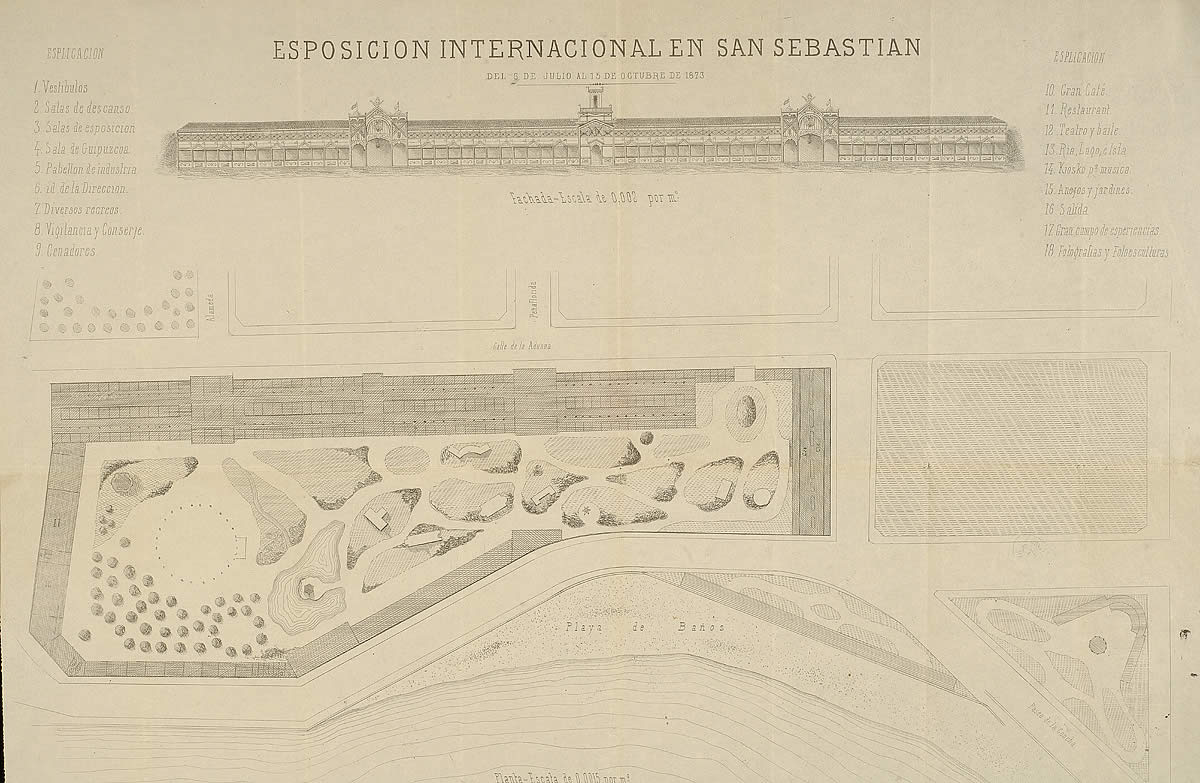 ESPOSICION INTERNACIONAL EN SAN SEBASTIAN
DEL 6 DE JULIO AL 15 DE OCTUBRE DE 1873
ESPLICACION
1. Vestibulos
2. Salas de descanso.
3. Salas de esposicion
4. Sala de Guipuzcoa.
5. Pabellon de industria
6. id de la Direccion.
7. Diversos recreos.
8. Vigilancia y Conserje.
9. Cenadores
ESPLICACION
10. Gran Café.
11. Restaurant.
12. Teatro y baile.
13. Ria, Lago, é Isla
14. Kiosko pª musica
15. Anejos y jardines.
16. Salida
17. Gran campo de esperiencias
18. Fotografias y Fotoesculturas
Fachada-Escala de 0,002 por mº
Alameda
Peñaflorida
Calle de la Aduana
11
Playa de Baños
Paseo de la Concha
Planta-Escala de 0,0015 por mº